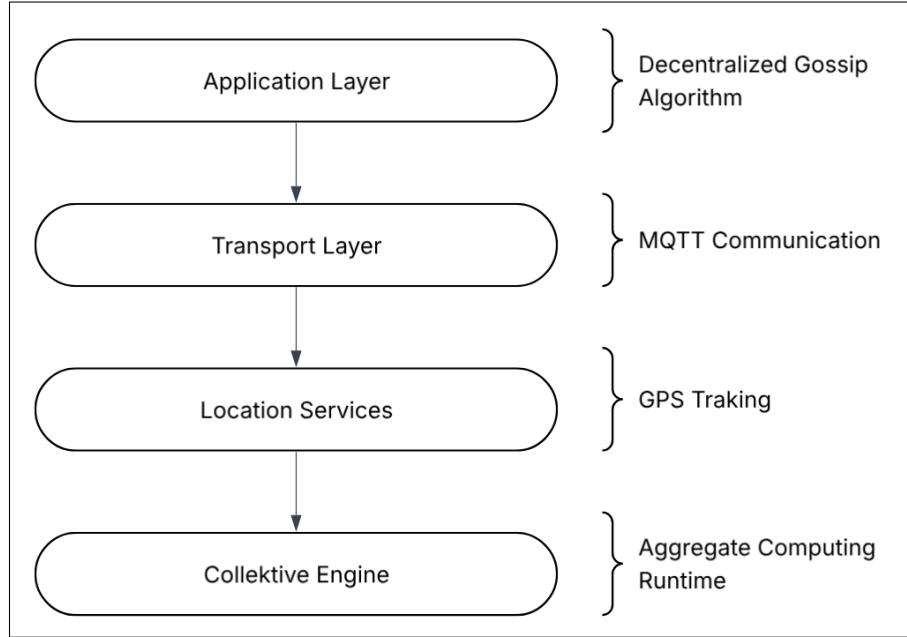 Application Layer
Decentralized Gossip
Algorithm
Transport Layer
MQTT Communication
Location Services
GPS Traking
Collektive Engine
Aggregate Computing
Runtime